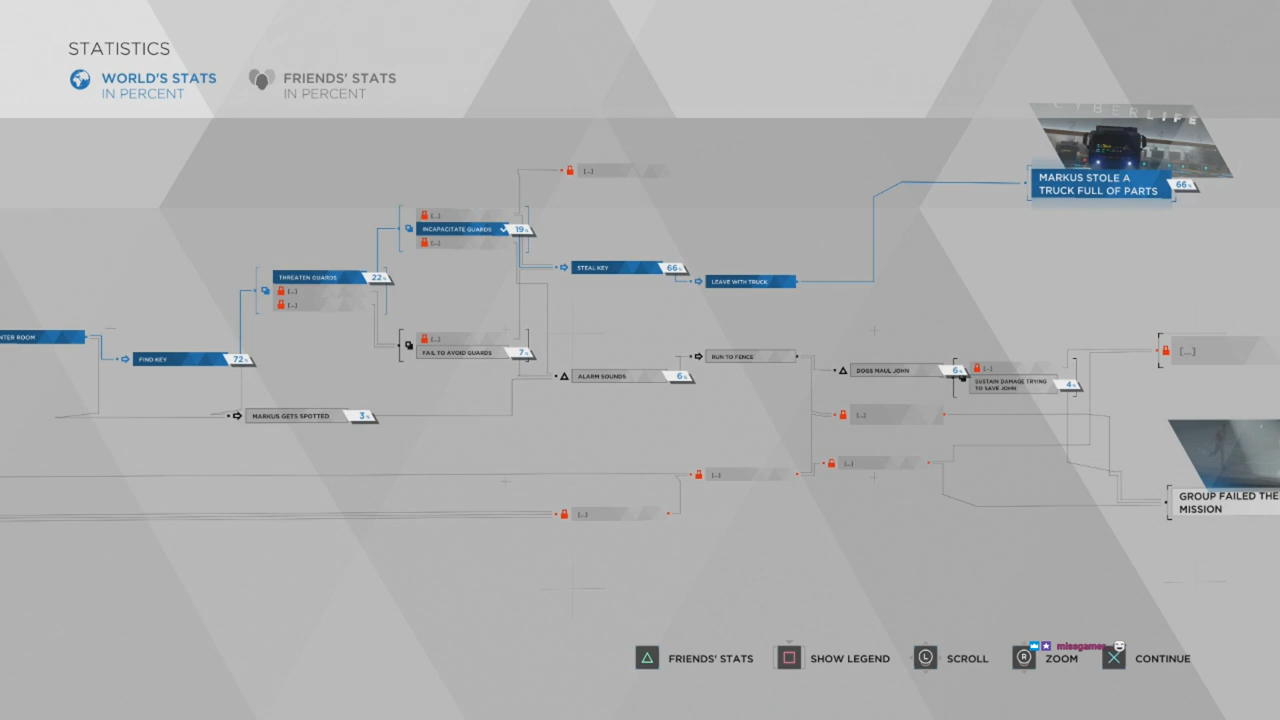 STATISTICS
WORLD'S STATS
IN PERCENT
FRIENDS' STATS
IN PERCENT
CYBERLIFE
MARKUS STOLE A
TRUCK FULL OF PARTS
66%
[...]
[...]
INCAPACITATE GUARDS
19%
[...]
STEAL KEY
66%
THREATEN GUARDS
22%
[...]
[...]
LEAVE WITH TRUCK
NTER ROOM
FIND KEY
72%
[...]
FAIL TO AVOID GUARDS
7%
RUN TO FENCE
[...]
ALARM SOUNDS
6%
DOGS MAUL JOHN
6%
[...]
SUSTAIN DAMAGE TRYING
TO SAVE JOHN
4%
MARKUS GETS SPOTTED
3%
[...]
[...]
[...]
[...]
GROUP FAILED THE
MISSION
missgames
FRIENDS' STATS
SHOW LEGEND
L
SCROLL
R
ZOOM
CONTINUE